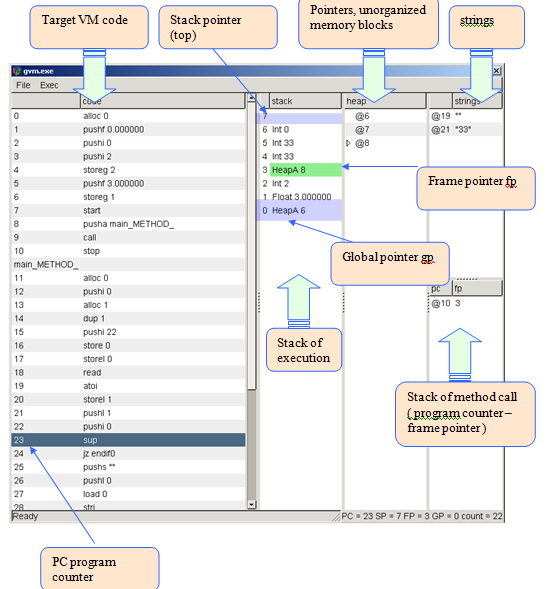 Target VM code
Stack pointer
(top)
Pointers, unorganized
memory blocks
strings
gvm.exe
File Exec
code
stack
heap
strings
0 alloc 0
1 pushf 0.000000
2 pushi 0
3 pushi 2
4 storeg 2
5 pushf 3.000000
6 storeg 1
7 start
8 pusha main_METHOD_
9 call
10 stop
main_METHOD_
11 alloc 0
12 pushi 0
13 alloc 1
14 dup 1
15 pushi 22
16 store 0
17 storel 0
18 read
19 atoi
20 storel 1
21 pushl 1
22 pushi 0
23 sup
24 jz endif0
25 pushs ""
26 pushl 0
27 load 0
28 stri
7
6 Int 0
5 Int 33
4 Int 33
3 HeapA 8
2 Int 2
1 Float 3.000000
0 HeapA 6
@6
@7
@8
@19 ""
@21 "33"
pc fp
@10 3
Frame pointer fp
Global pointer gp
Stack of
execution
Stack of method call
( program counter –
frame pointer )
Ready
PC = 23 SP = 7 FP = 3 GP = 0 count = 22
PC program
counter